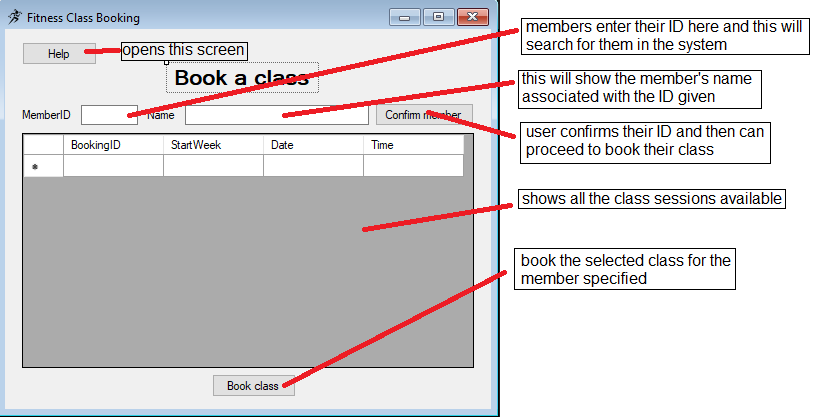 Fitness Class Booking
Help
opens this screen
Book a class
MemberID
Name
Confirm member
BookingID StartWeek Date Time
*
Book class
members enter their ID here and this will
search for them in the system
this will show the member's name
associated with the ID given
user confirms their ID and then can
proceed to book their class
shows all the class sessions available
book the selected class for the
member specified